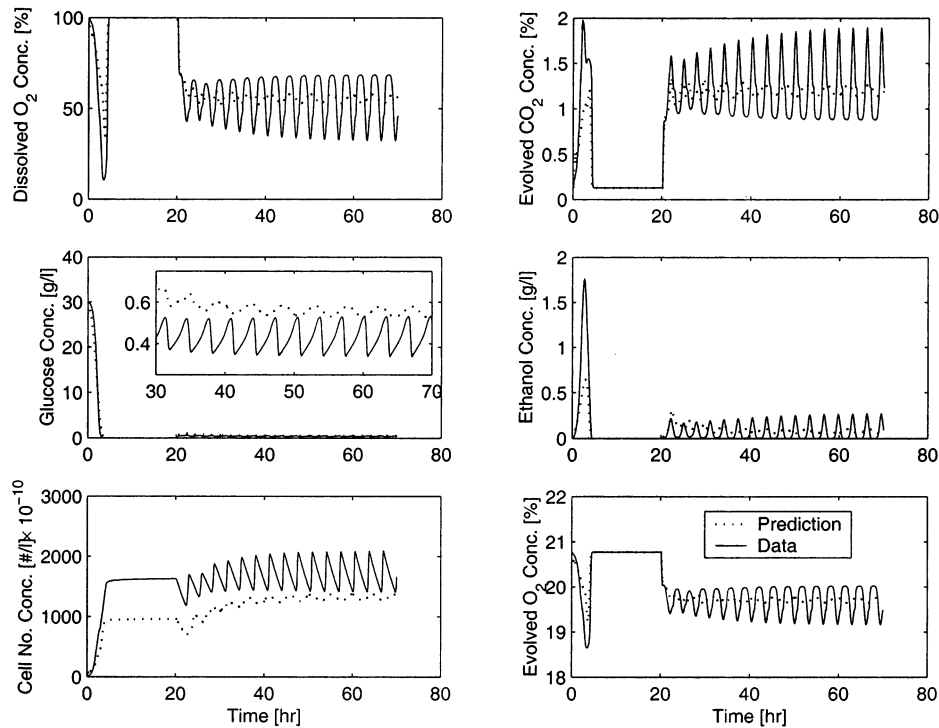 Dissolved O2 Conc. [%]
100
50
0
0 20 40 60 80
Evolved CO2 Conc. [%]
2
1.5
1
0.5
0
0 20 40 60 80
Glucose Conc. [g/l]
40
30
20
10
0
0.6
0.4
30 40 50 60 70
0 20 40 60 80
Ethanol Conc. [g/l]
2
1.5
1
0.5
0
0 20 40 60 80
Cell No. Conc. [#/l]× 10-10
3000
2000
1000
0
0 20 40 60 80
Time [hr]
Evolved O2 Conc. [%]
22
21
20
19
18
Prediction
Data
0 20 40 60 80
Time [hr]